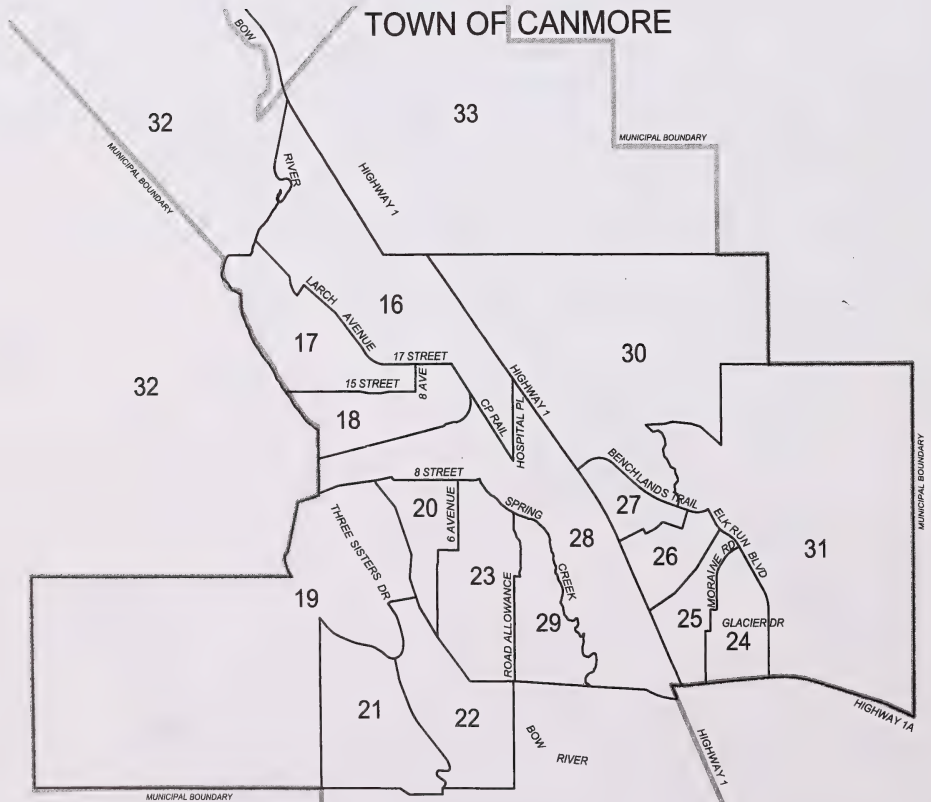 TOWN OF CANMORE
BOW
32
33
MUNICIPAL BOUNDARY
MUNICIPAL BOUNDARY
RIVER
HIGHWAY 1
LARCH
AVENUE
16
17
17 STREET
30
15 STREET
8 AVE
32
HIGHWAY 1
18
CP RAIL
HOSPITAL PL
MUNICIPAL BOUNDARY
8 STREET
BENCHLANDS TRAIL
20
6 AVENUE
SPRING
27
ELK RUN BLVD
THREE SISTERS DR
28
26
31
23
CREEK
MORAINE RD
19
ROAD ALLOWANCE
29
25
GLACIER DR
24
21
22
HIGHWAY 1A
BOW
RIVER
HIGHWAY 1
MUNICIPAL BOUNDARY